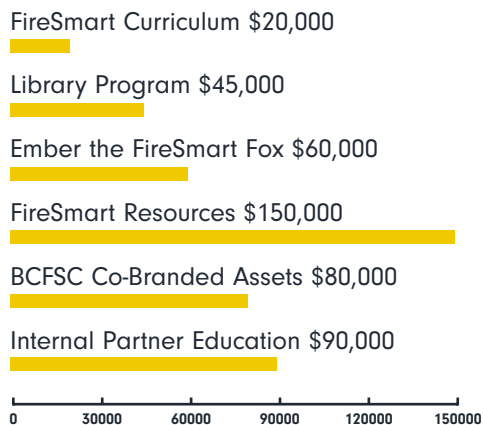 FireSmart Curriculum $20,000
Library Program $45,000
Ember the FireSmart Fox $60,000
FireSmart Resources $150,000
BCFSC Co-Branded Assets $80,000
Internal Partner Education $90,000
0 30000 60000 90000 120000 150000